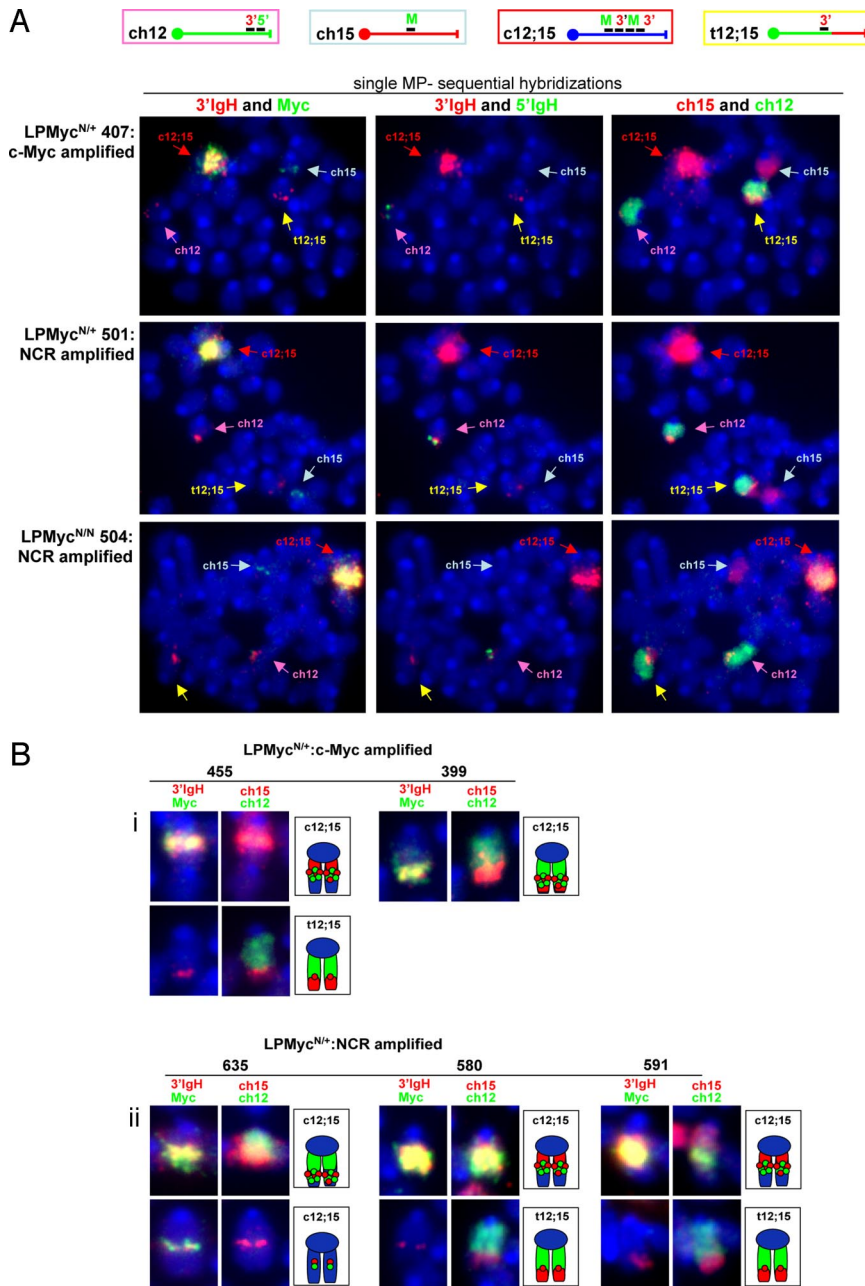 A
ch12 3'5'
ch15 M
c12;15 M 3'M 3'
t12;15 3'
single MP- sequential hybridizations
3'IgH and Myc 3'IgH and 5'IgH ch15 and ch12
LPMycN/+ 407:
c-Myc amplified
c12;15
ch15
ch12
t12;15
c12;15
ch15
ch12
t12;15
c12;15
ch15
ch12
t12;15
LPMycN/+ 501:
NCR amplified
c12;15
ch12
ch15
t12;15
c12;15
ch12
ch15
t12;15
c12;15
ch12
ch15
t12;15
LPMycN/N 504:
NCR amplified
c12;15
ch15
ch12
c12;15
ch15
ch12
c12;15
ch15
ch12
B
LPMycN/+:c-Myc amplified
455 399
3'IgH ch15 3'IgH ch15
Myc ch12 Myc ch12
i
c12;15 c12;15
t12;15
LPMycN/+:NCR amplified
635 580 591
3'IgH ch15 3'IgH ch15 3'IgH ch15
Myc ch12 Myc ch12 Myc ch12
ii
c12;15 c12;15 c12;15
c12;15 t12;15 t12;15